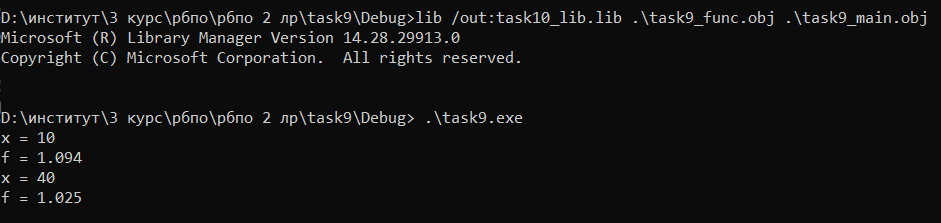 D:\институт\3 курс\рбпо\рбпо 2 лр\task9\Debug>lib /out:task10_lib.lib .\task9_func.obj .\task9_main.obj
Microsoft (R) Library Manager Version 14.28.29913.0
Copyright (C) Microsoft Corporation.  All rights reserved.
D:\институт\3 курс\рбпо\рбпо 2 лр\task9\Debug> .\task9.exe
x = 10
f = 1.094
x = 40
f = 1.025